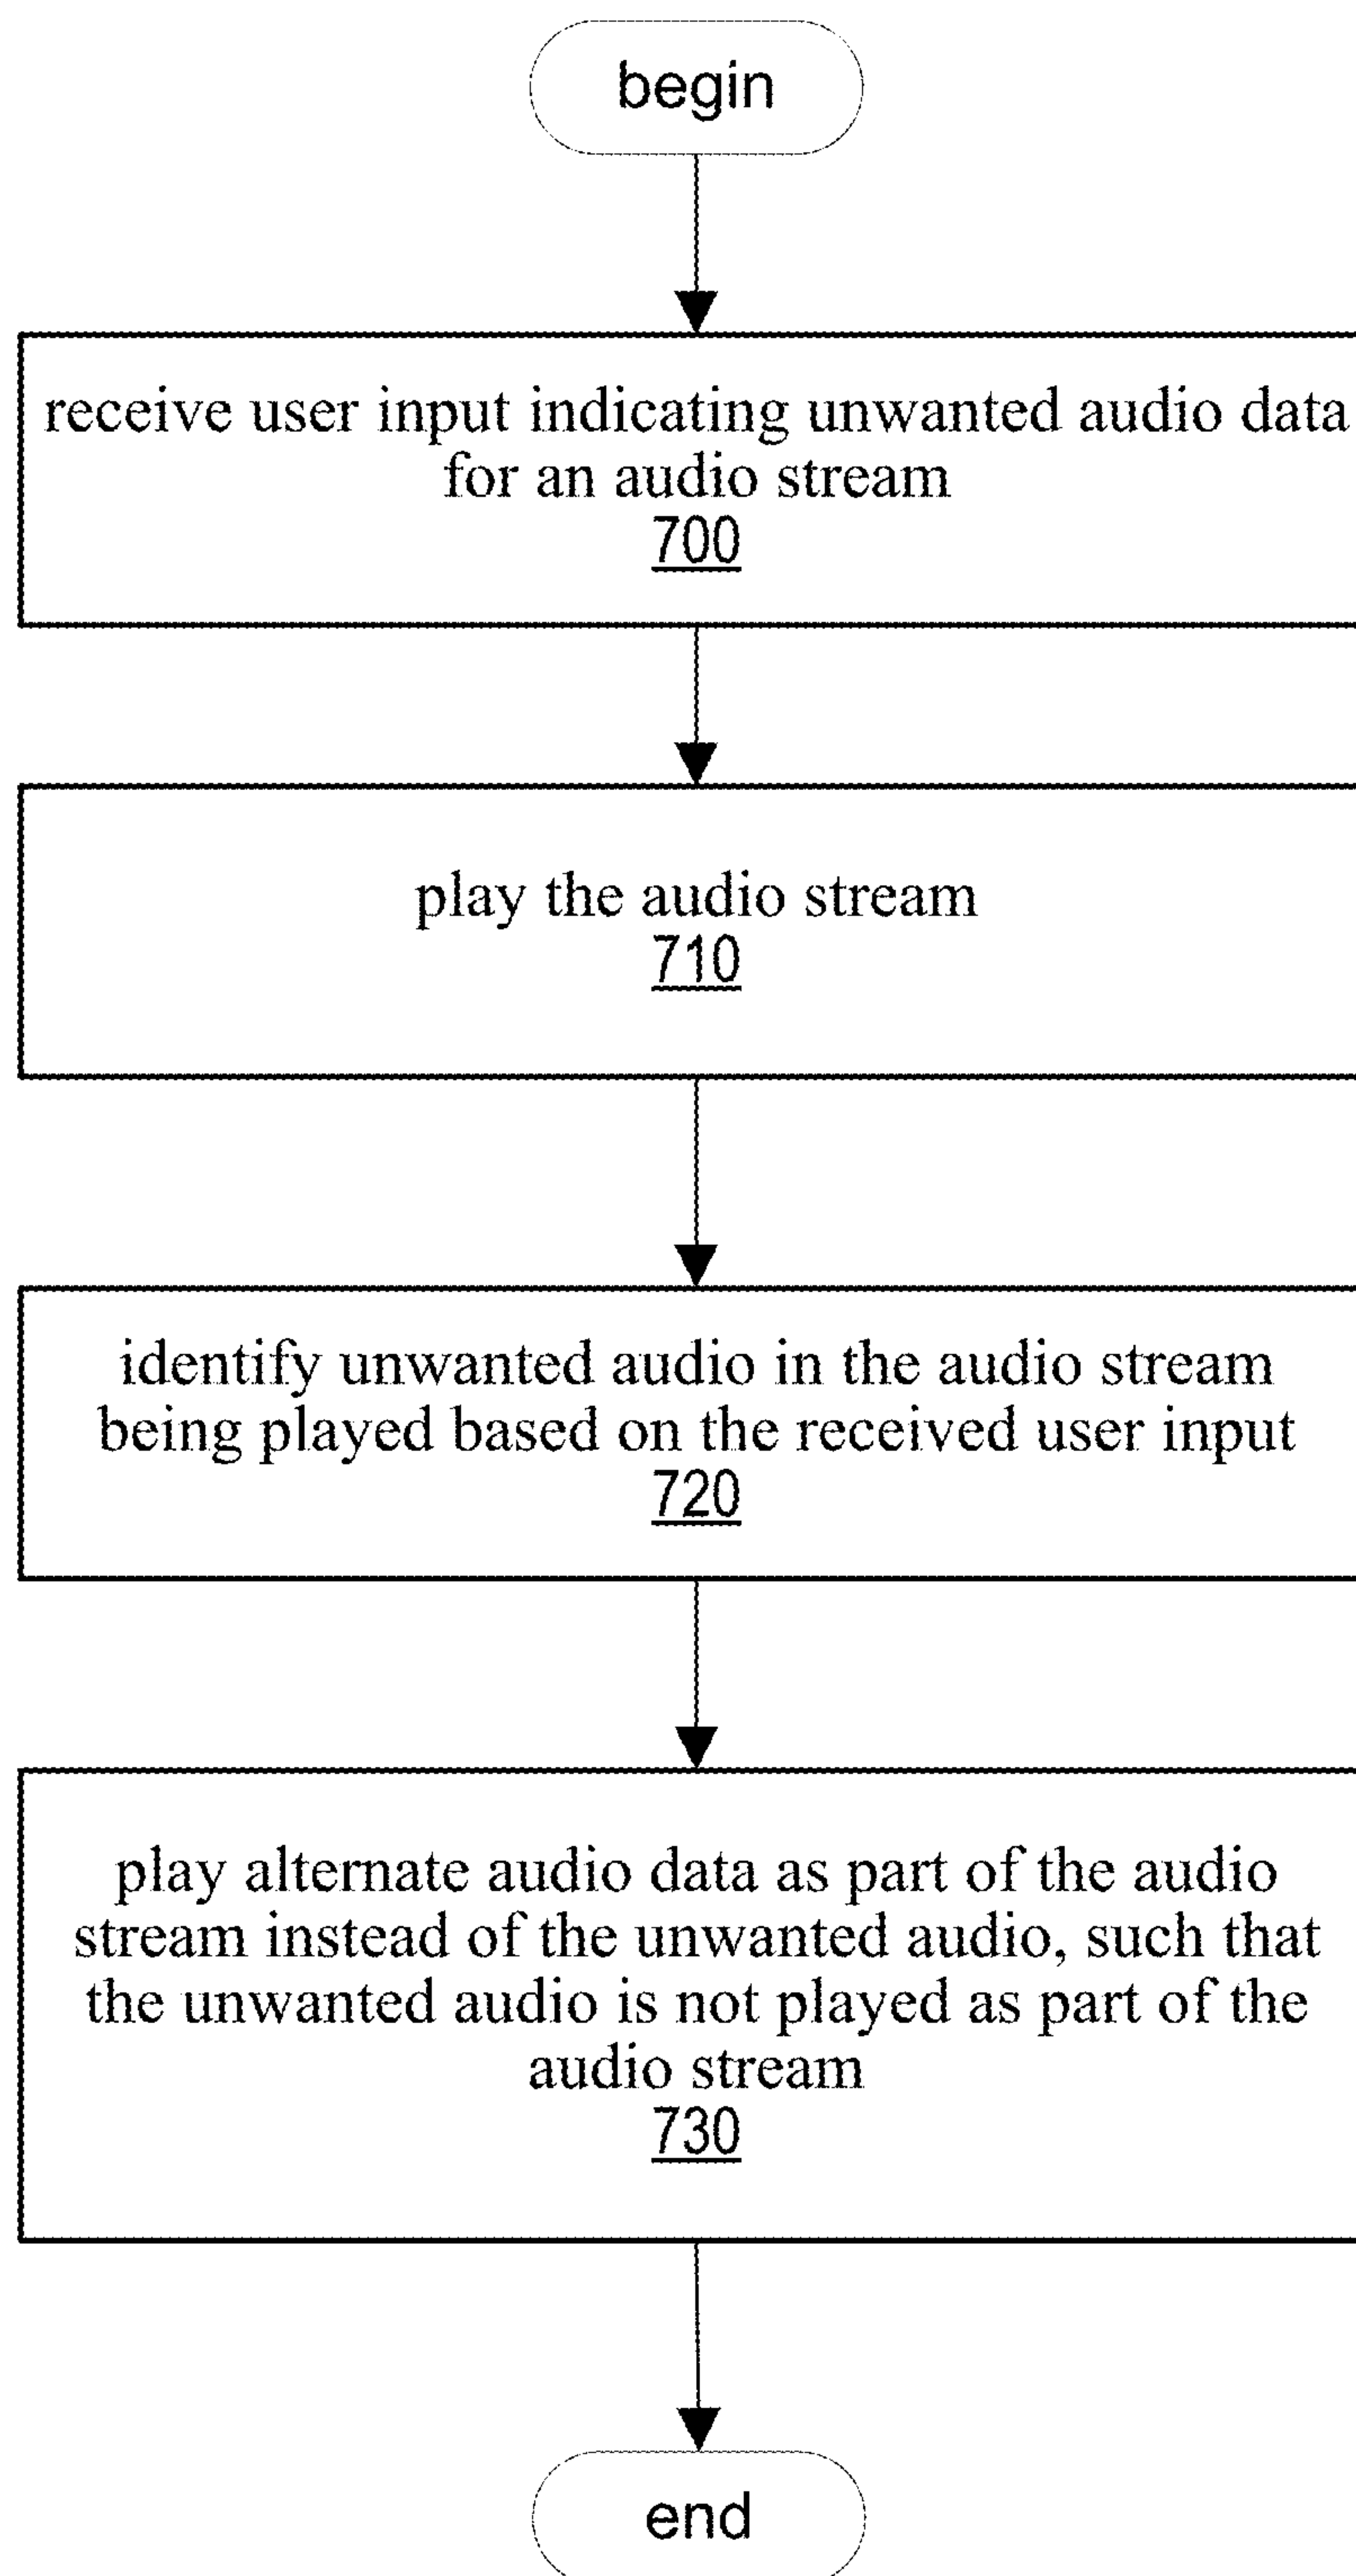 begin
receive user input indicating unwanted audio data
for an audio stream
700
play the audio stream
710
identify unwanted audio in the audio stream
being played based on the received user input
720
play alternate audio data as part of the audio
stream instead of the unwanted audio, such that
the unwanted audio is not played as part of the
audio stream
730
end